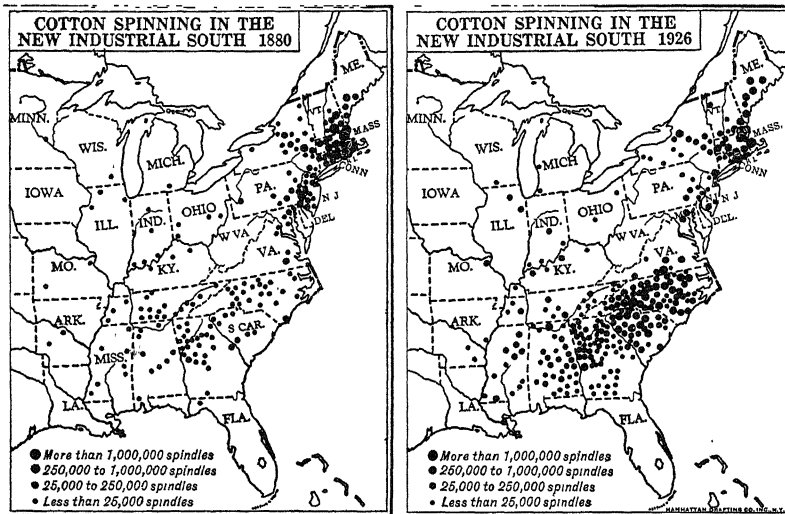 COTTON SPINNING IN THE
NEW INDUSTRIAL SOUTH 1880
ME.
VT.
MINN.
MASS
WIS.
MICH.
CONN
IOWA
PA.
N J
OHIO
ILL.
IND.
DEL
W VA
VA.
MO.
KY.
ARK.
S CAR.
MISS.
LA.
FLA.
More than 1,000,000 spindles
250,000 to 1,000,000 spindles
25,000 to 250,000 spindles
Less than 25,000 spindles
COTTON SPINNING IN THE
NEW INDUSTRIAL SOUTH 1926
ME.
VT.
MINN.
MASS.
WIS.
MICH
CONN
IOWA
PA.
N J
OHIO
ILL.
IND.
DEL.
W VA.
VA.
MO.
KY.
ARK.
LA.
FLA.
More than 1,000,000 spindles
250,000 to 1,000,000 spindles
25,000 to 250,000 spindles
Less than 25,000 spindles
MANHATTAN DRAFTING CO. INC., N.Y.